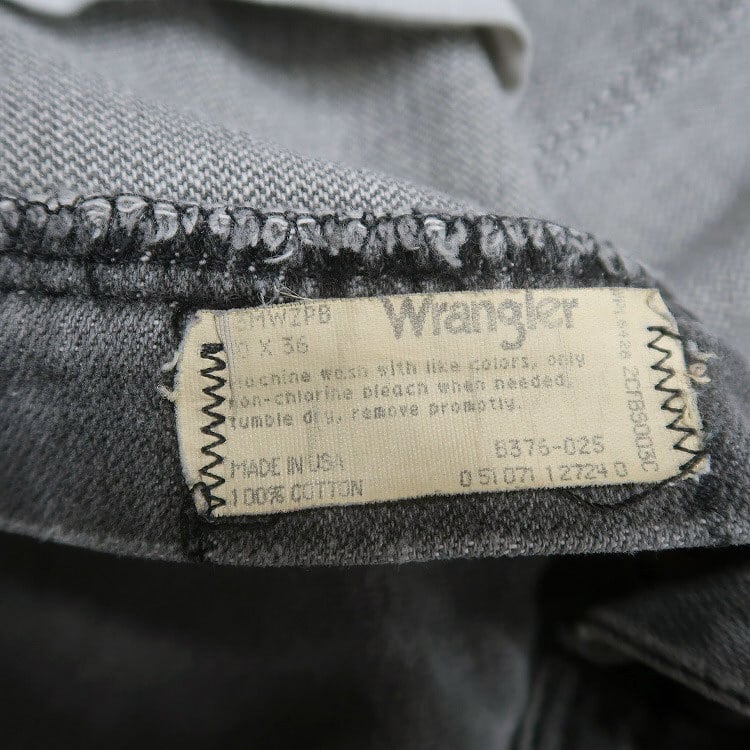 Wrangler
MWZPB
X 36
machine wash with like colors, only
non-chlorine bleach when needed,
tumble dry, remove promptly.
6376-025
MADE IN USA
0 51071 12724 0
100% COTTON